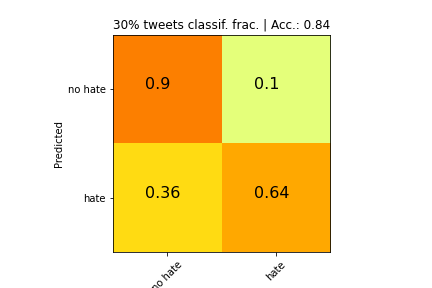 30% tweets classif. frac. | Acc.: 0.84
no hate
0.9
0.1
Predicted
hate
0.36
0.64
no hate
hate